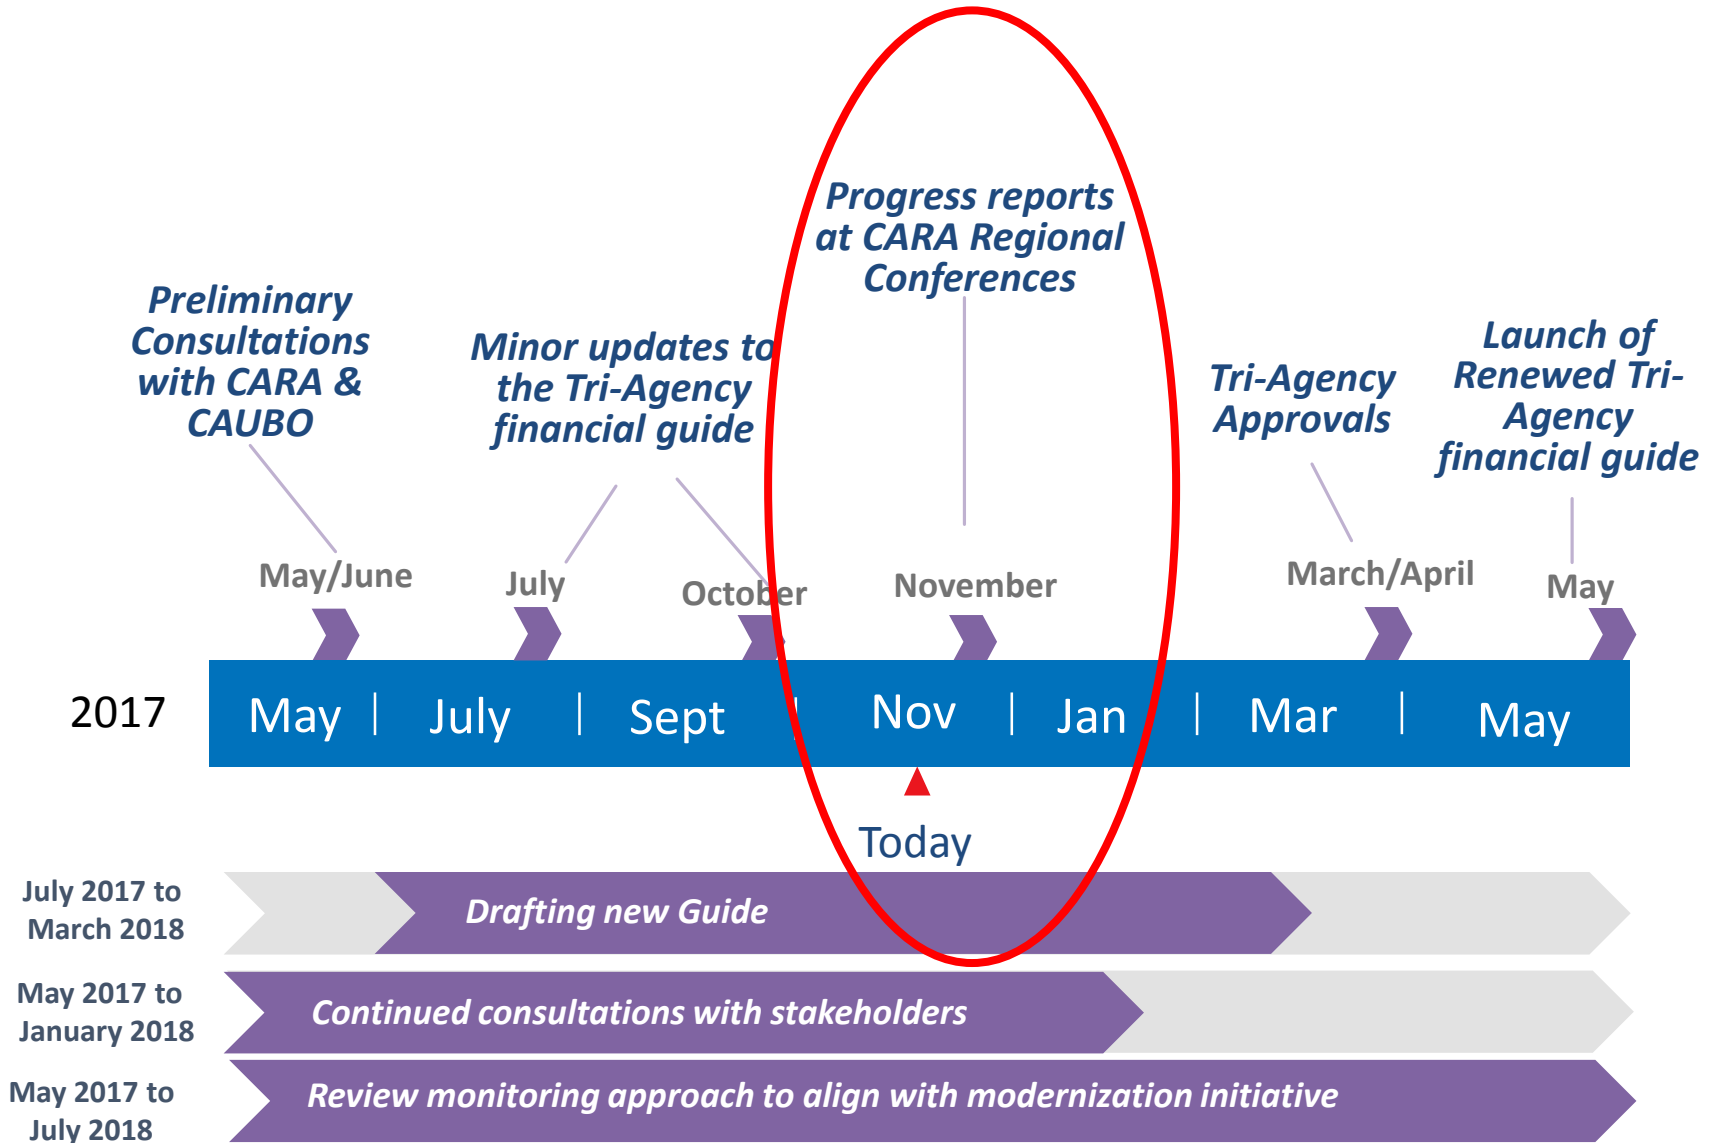 Progress reports
at CARA Regional
Conferences
Preliminary
Consultations
with CARA &
CAUBO
Minor updates to
the Tri-Agency
financial guide
Tri-Agency
Approvals
Launch of
Renewed Tri-
Agency
financial guide
May/June
July
October
November
March/April
May
2017
May | July | Sept | Nov | Jan | Mar | May
Today
July 2017 to
March 2018
Drafting new Guide
May 2017 to
January 2018
Continued consultations with stakeholders
May 2017 to
July 2018
Review monitoring approach to align with modernization initiative